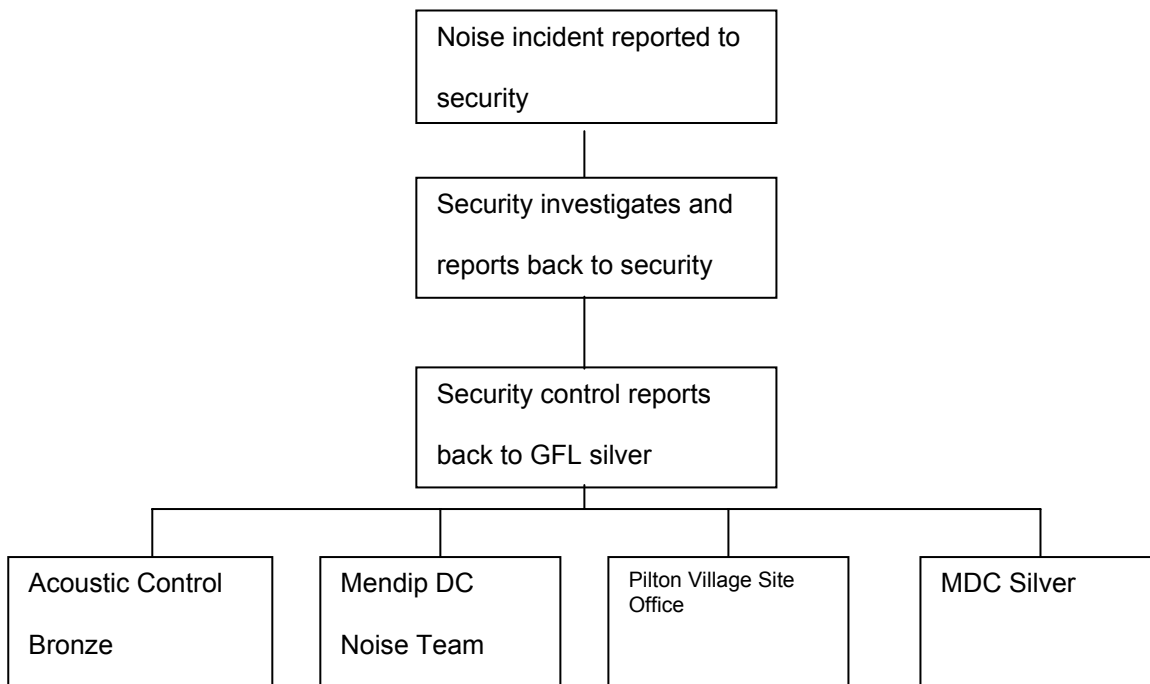 Noise incident reported to
security
Security investigates and
reports back to security
Security control reports
back to GFL silver
Acoustic Control
Bronze
Mendip DC
Noise Team
Pilton Village Site
Office
MDC Silver